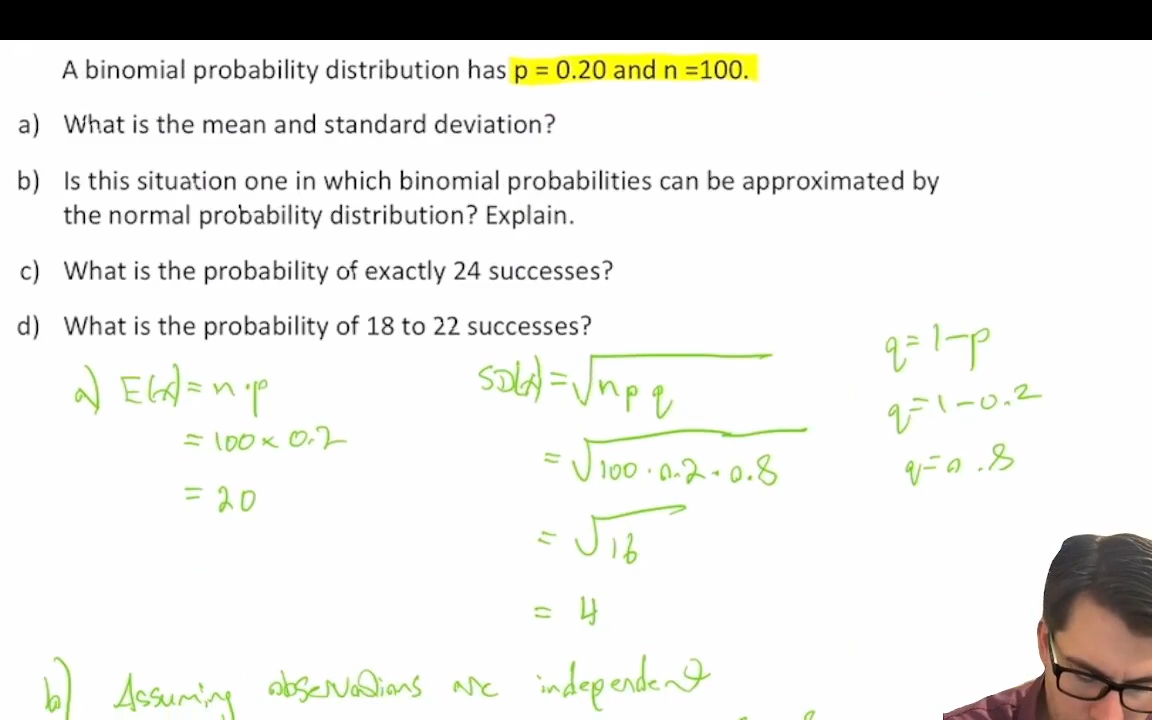 A binomial probability distribution has p = 0.20 and n =100.
a) What is the mean and standard deviation?
b) Is this situation one in which binomial probabilities can be approximated by
the normal probability distribution? Explain.
c) What is the probability of exactly 24 successes?
d) What is the probability of 18 to 22 successes?
a) E(x) = n·p
= 100 × 0.2
= 20
SD(x) = √npq
= √100·0.2·0.8
= √16
= 4
q = 1-p
q = 1-0.2
q = 0.8
b) Assuming observations are independent